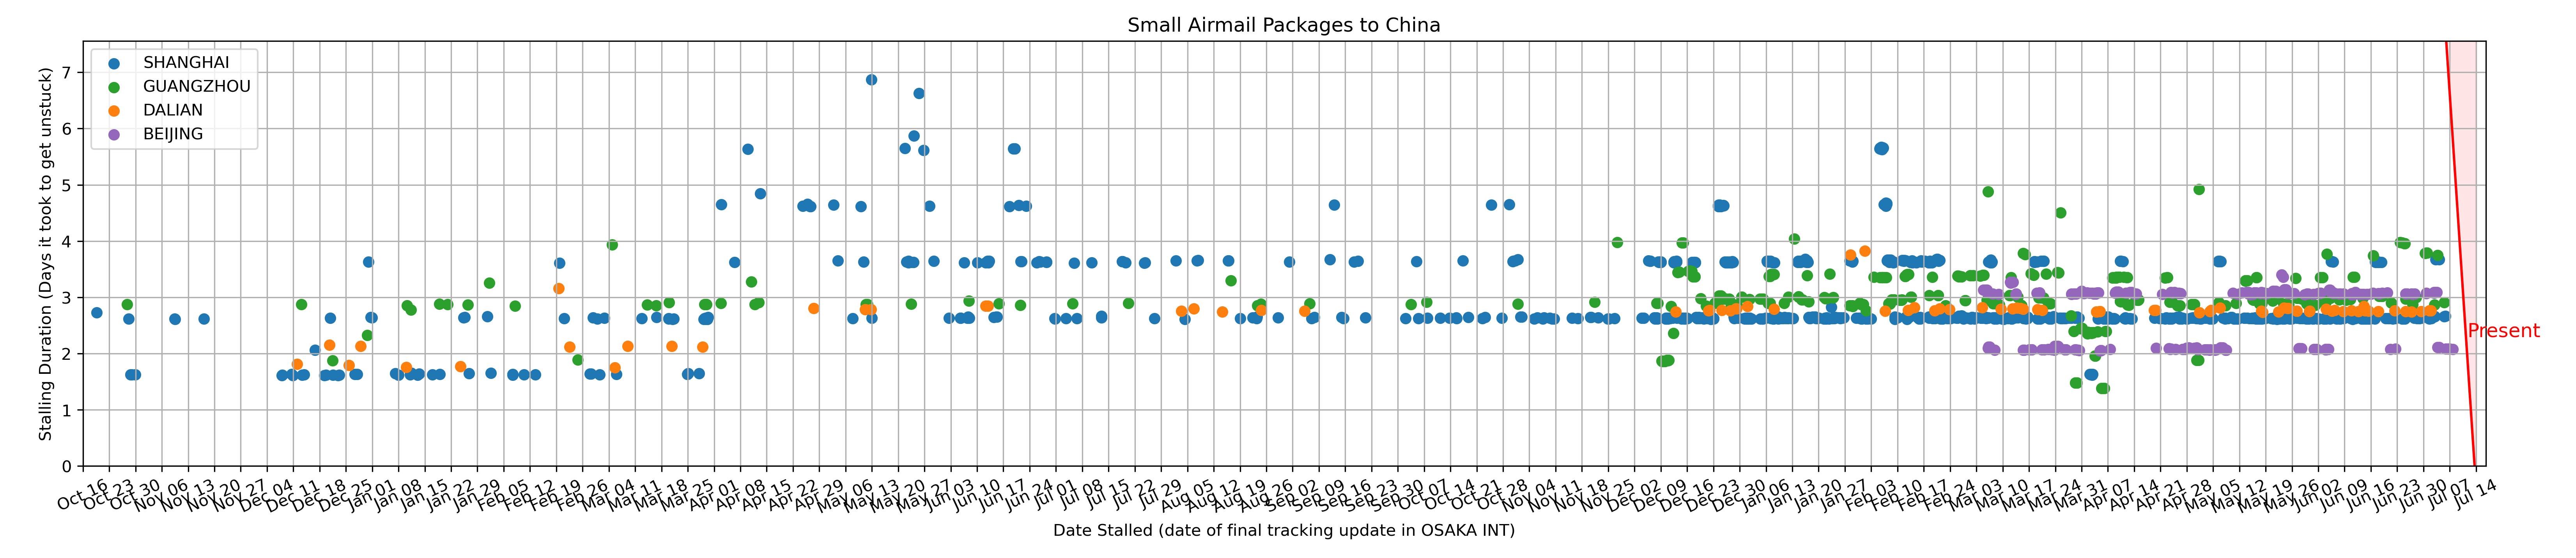 Small Airmail Packages to China
SHANGHAI
GUANGZHOU
DALIAN
BEIJING
Stalling Duration (Days it took to get unstuck)
7
6
5
4
3
2
1
0
Present
Oct 16 Oct 23 Oct 30 Nov 06 Nov 13 Nov 20 Nov 27 Dec 04 Dec 11 Dec 18 Dec 25 Jan 01 Jan 08 Jan 15 Jan 22 Jan 29 Feb 05 Feb 12 Feb 19 Feb 26 Mar 04 Mar 11 Mar 18 Mar 25 Apr 01 Apr 08 Apr 15 Apr 22 Apr 29 May 06 May 13 May 20 May 27 Jun 03 Jun 10 Jun 17 Jun 24 Jul 01 Jul 08 Jul 15 Jul 22 Jul 29 Aug 05 Aug 12 Aug 19 Aug 26 Sep 02 Sep 09 Sep 16 Sep 23 Sep 30 Oct 07 Oct 14 Oct 21 Oct 28 Nov 04 Nov 11 Nov 18 Nov 25 Dec 02 Dec 09 Dec 16 Dec 23 Dec 30 Jan 06 Jan 13 Jan 20 Jan 27 Feb 03 Feb 10 Feb 17 Feb 24 Mar 03 Mar 10 Mar 17 Mar 24 Mar 31 Apr 07 Apr 14 Apr 21 Apr 28 May 05 May 12 May 19 May 26 Jun 02 Jun 09 Jun 16 Jun 23 Jun 30 Jul 07 Jul 14
Date Stalled (date of final tracking update in OSAKA INT)